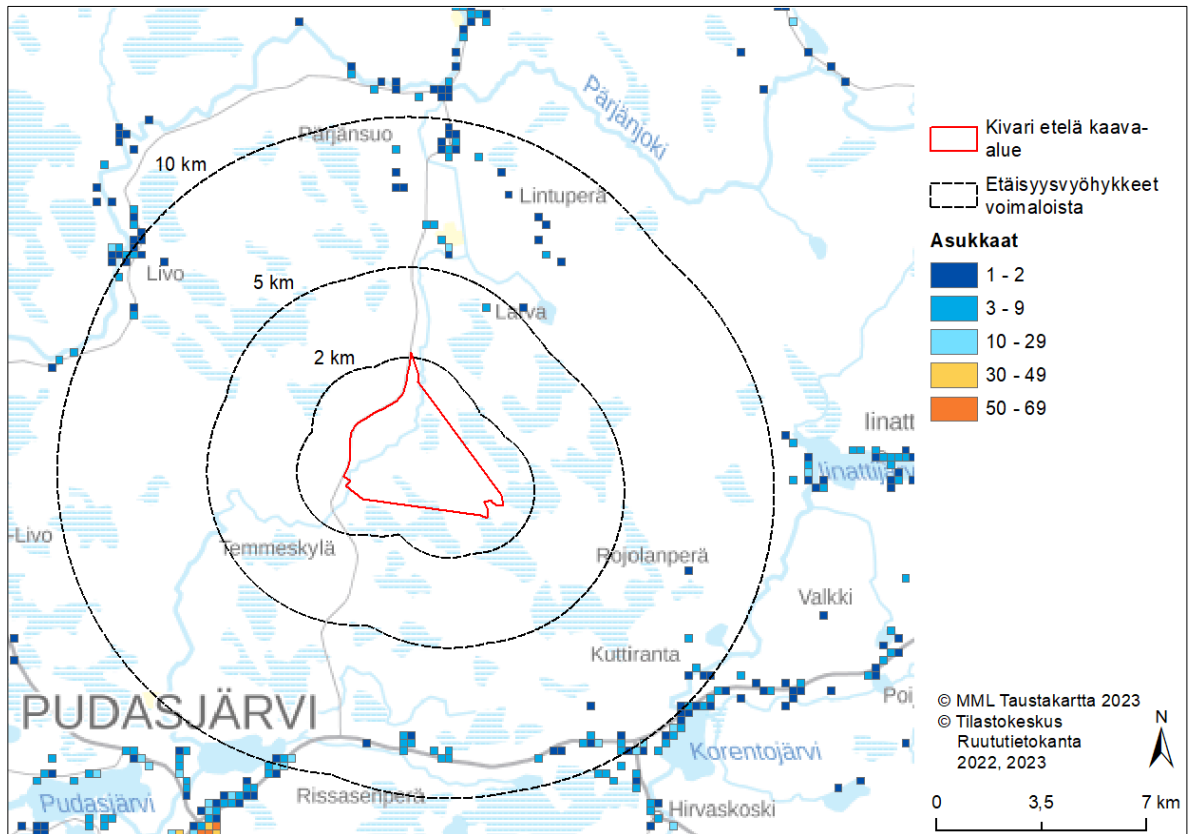 Pärjänjoki
Pärjänsuo
10 km
Lintuperä
Livo
5 km
Larva
2 km
Iinatt
Iinattijärvi
-Livo
Temmeskylä
Rojolanperä
Valkki
Kuttiranta
PUDASJÄRVI
Korentojärvi
Pudasjärvi
Rissasenperä
Hirvaskoski
Kivari etelä kaava-
alue
Etäisyysvyöhykkeet
voimaloista
Asukkaat
1 - 2
3 - 9
10 - 29
30 - 49
50 - 69
© MML Taustakartta 2023
© Tilastokeskus
Ruututietokanta
2022, 2023
N
0 3,5 7 km